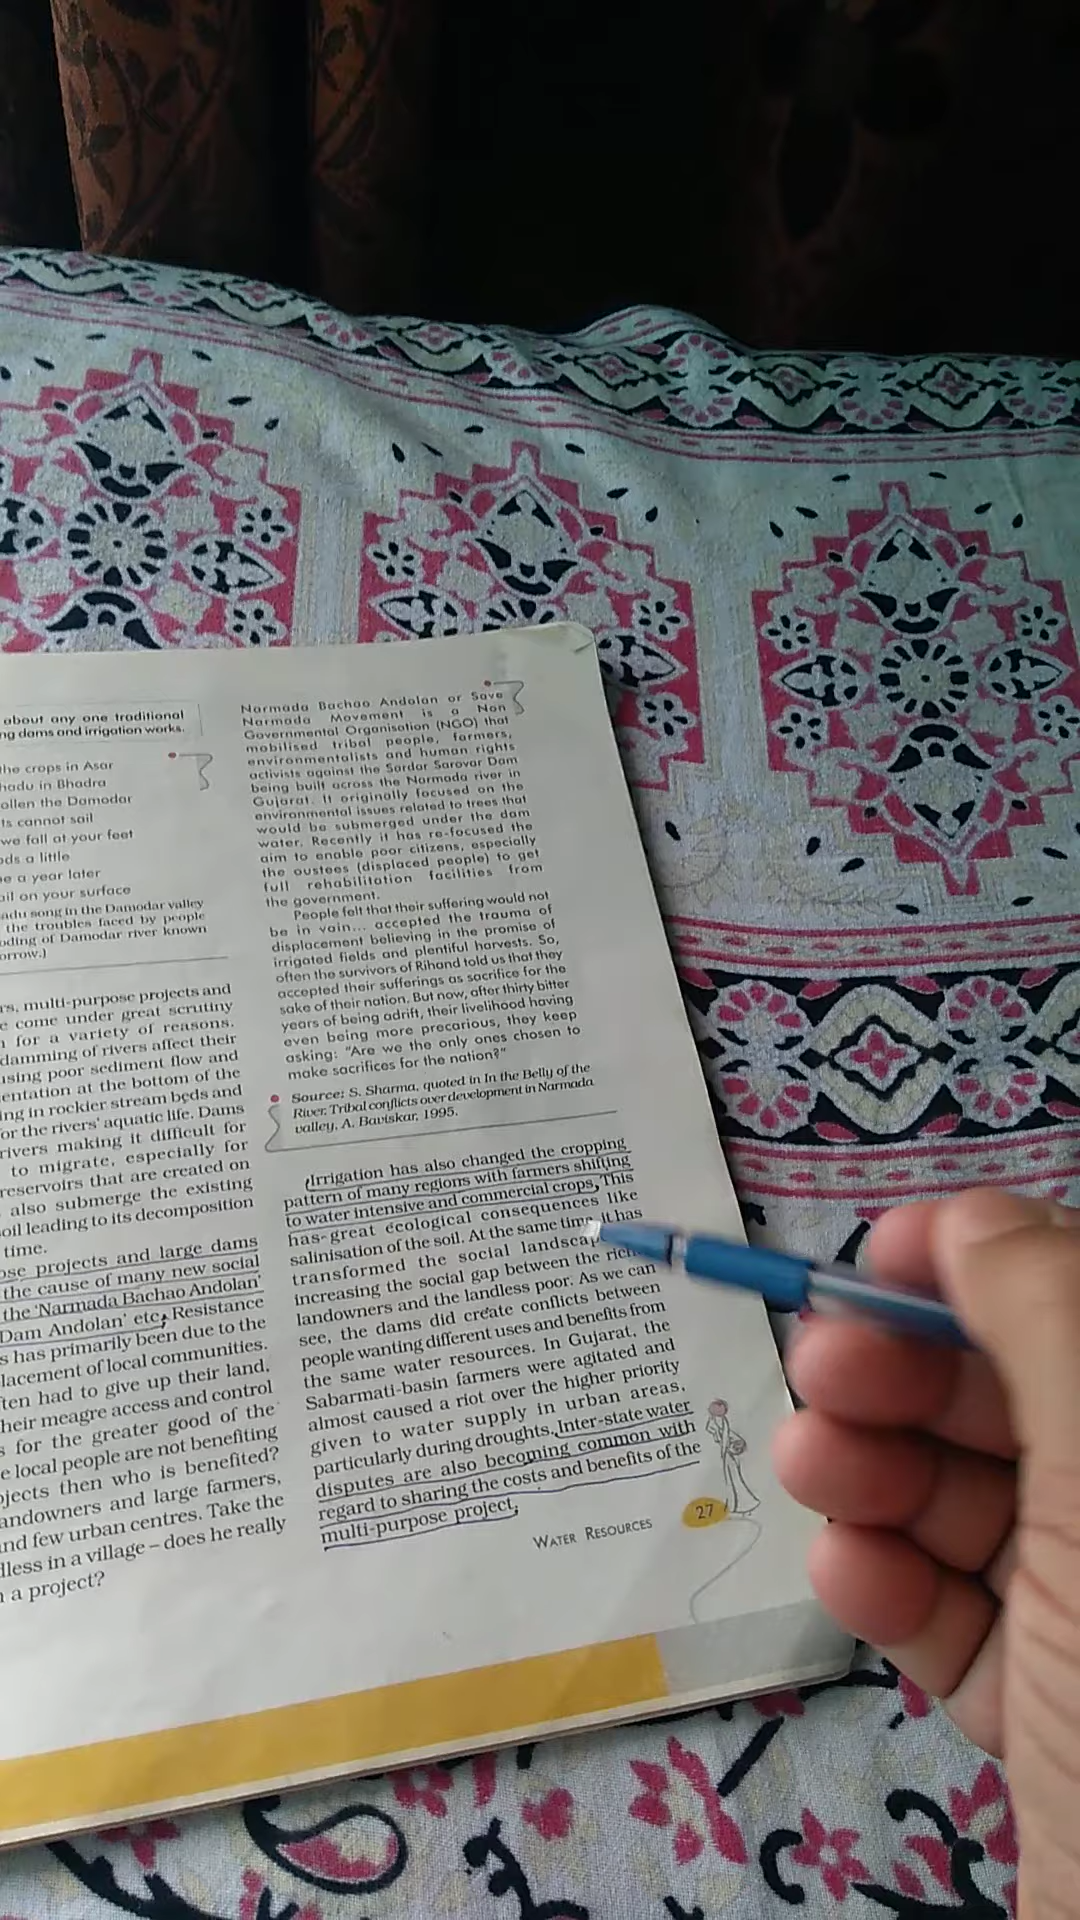 about any one traditional
ng dams and irrigation works.
he crops in Asar
hadu in Bhadra
ollen the Damodar
ts cannot sail
we fall at your feet
ods a little
e a year later
ail on your surface
adu song in the Damodar valley
the troubles faced by people
oding of Damodar river known
orrow.)
rs, multi-purpose projects and
e come under great scrutiny
n for a variety of reasons.
damming of rivers affect their
using poor sediment flow and
entation at the bottom of the
ing in rockier stream beds and
or the rivers' aquatic life. Dams
rivers making it difficult for
to migrate, especially for
reservoirs that are created on
also submerge the existing
oil leading to its decomposition
time.
ose projects and large dams
the cause of many new social
the 'Narmada Bachao Andolan'
Dam Andolan' etc. Resistance
s has primarily been due to the
lacement of local communities.
ften had to give up their land,
heir meagre access and control
s for the greater good of the
e local people are not benefiting
ojects then who is benefited?
andowners and large farmers,
nd few urban centres. Take the
dless in a village – does he really
n a project?
Narmada Bachao Andolan or Save
Narmada Movement is a Non
Governmental Organisation (NGO) that
mobilised tribal people, farmers,
environmentalists and human rights
activists against the Sardar Sarovar Dam
being built across the Narmada river in
Gujarat. It originally focused on the
environmental issues related to trees that
would be submerged under the dam
water. Recently it has re-focused the
aim to enable poor citizens, especially
the oustees (displaced people) to get
full rehabilitation facilities from
the government.
People felt that their suffering would not
be in vain... accepted the trauma of
displacement believing in the promise of
irrigated fields and plentiful harvests. So,
often the survivors of Rihand told us that they
accepted their sufferings as sacrifice for the
sake of their nation. But now, after thirty bitter
years of being adrift, their livelihood having
even being more precarious, they keep
asking: "Are we the only ones chosen to
make sacrifices for the nation?"
Source: S. Sharma, quoted in In the Belly of the
River. Tribal conflicts over development in Narmada
valley, A. Baviskar, 1995.
Irrigation has also changed the cropping
pattern of many regions with farmers shifting
to water intensive and commercial crops. This
has great ecological consequences like
salinisation of the soil. At the same time, it has
transformed the social
increasing the social gap between the
landowners and the landless poor. As we can
see, the dams did create conflicts between
people wanting different uses and benefits from
the same water resources. In Gujarat, the
Sabarmati-basin farmers were agitated and
almost caused a riot over the higher priority
given to water supply in urban areas,
particularly during droughts. Inter-state water
disputes are also becoming common with
regard to sharing the costs and benefits of the
multi-purpose project.
WATER RESOURCES 27